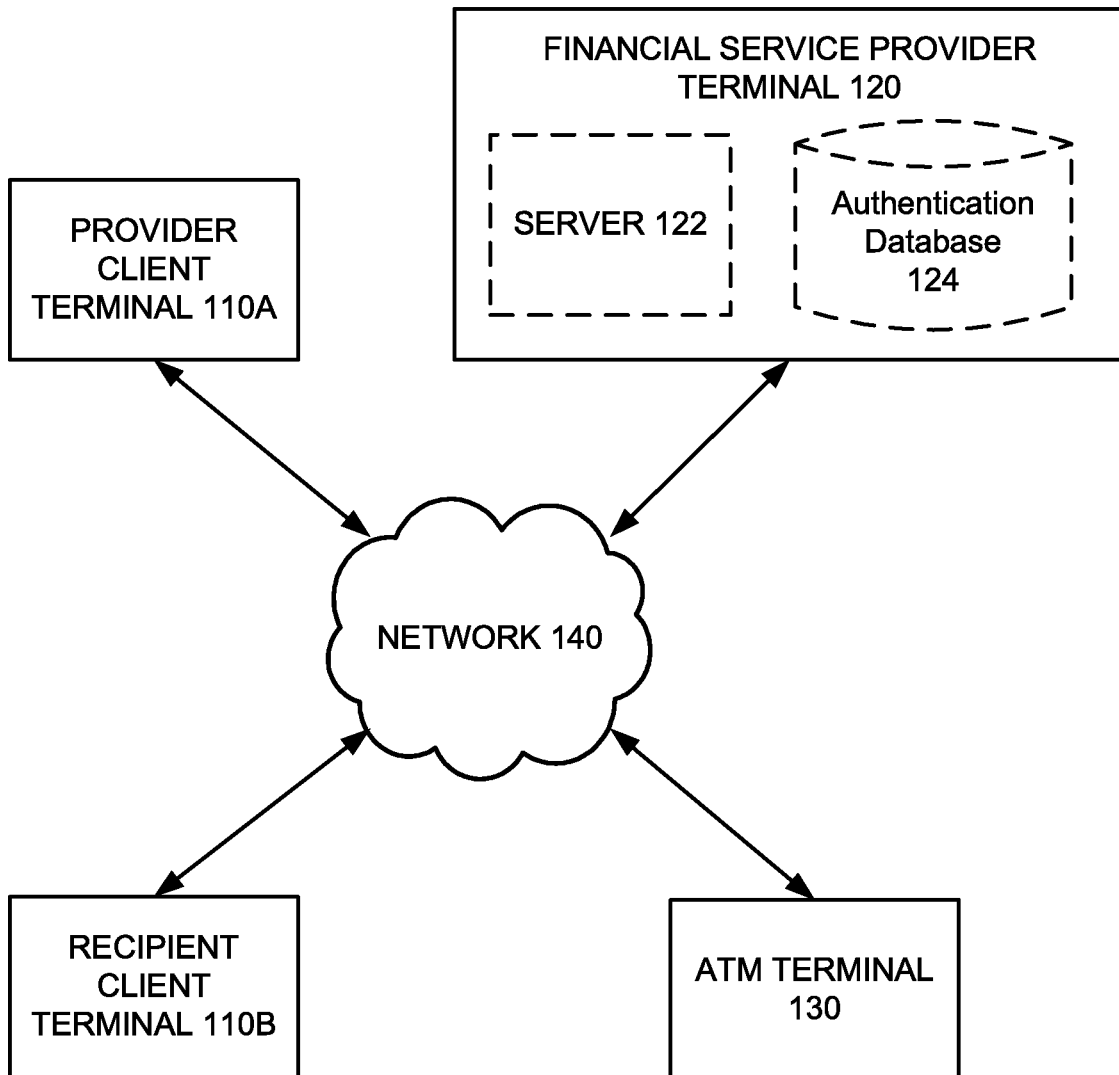 FINANCIAL SERVICE PROVIDER
TERMINAL 120
SERVER 122
Authentication
Database
124
PROVIDER
CLIENT
TERMINAL 110A
NETWORK 140
RECIPIENT
CLIENT
TERMINAL 110B
ATM TERMINAL
130